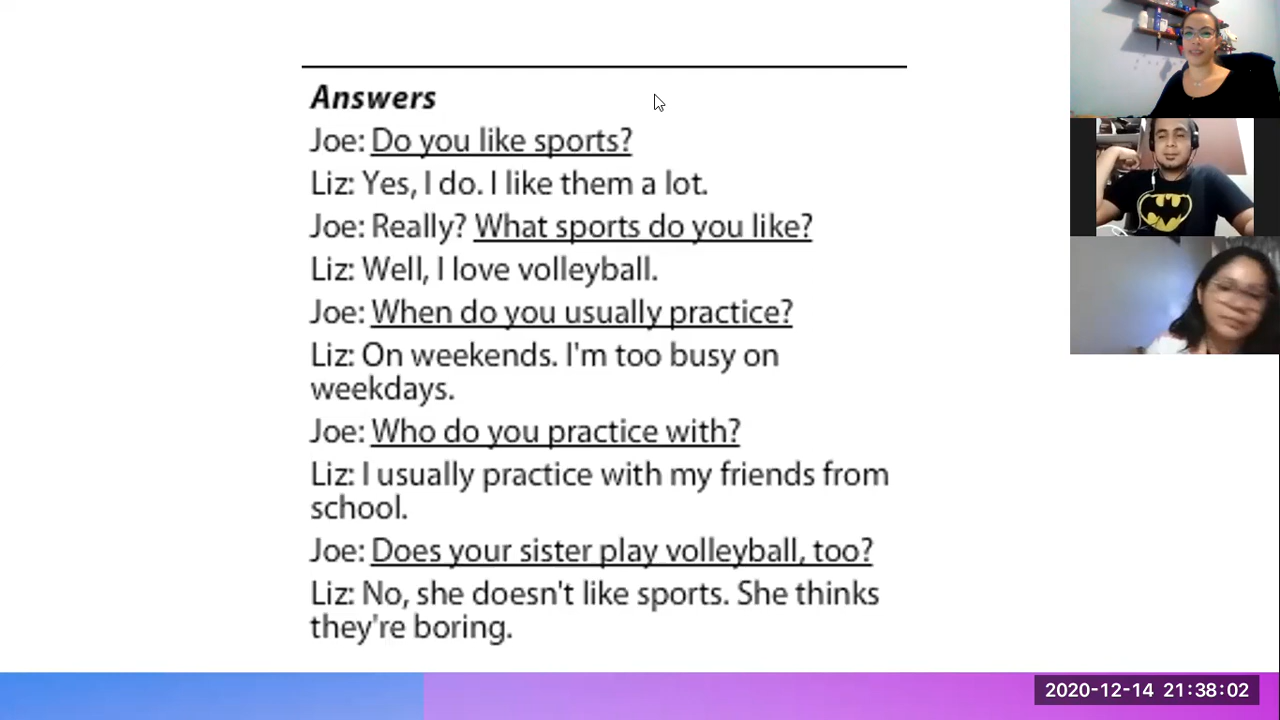 Answers
Joe: Do you like sports?
Liz: Yes, I do. I like them a lot.
Joe: Really? What sports do you like?
Liz: Well, I love volleyball.
Joe: When do you usually practice?
Liz: On weekends. I'm too busy on
weekdays.
Joe: Who do you practice with?
Liz: I usually practice with my friends from
school.
Joe: Does your sister play volleyball, too?
Liz: No, she doesn't like sports. She thinks
they're boring.
2020-12-14 21:38:02